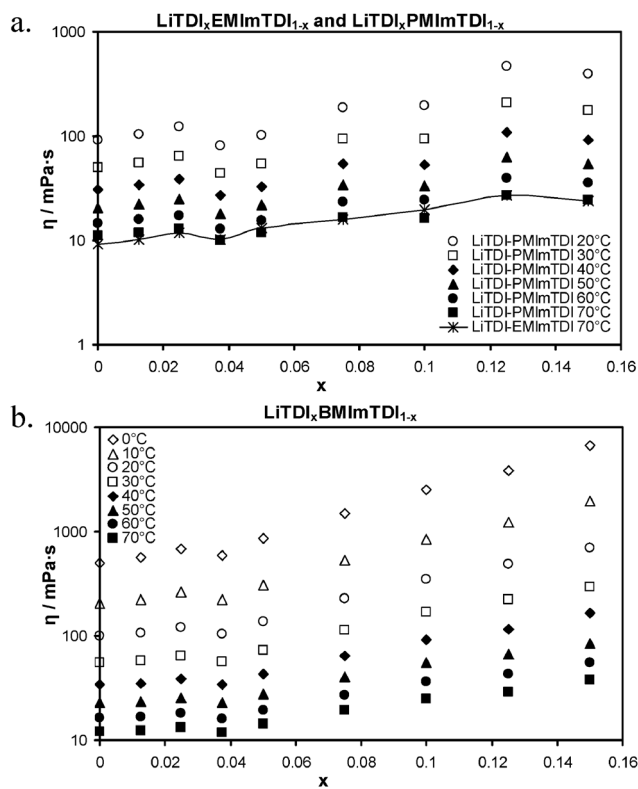 a.
LiTDIxEMImTDI1-x and LiTDIxPMImTDI1-x
1000
100
10
1
η / mPa·s
0 0.02 0.04 0.06 0.08 0.1 0.12 0.14 0.16
x
LiTDI-PMImTDI 20°C
LiTDI-PMImTDI 30°C
LiTDI-PMImTDI 40°C
LiTDI-PMImTDI 50°C
LiTDI-PMImTDI 60°C
LiTDI-PMImTDI 70°C
LiTDI-EMImTDI 70°C
b.
LiTDIxBMImTDI1-x
10000
1000
100
10
η / mPa·s
0°C
10°C
20°C
30°C
40°C
50°C
60°C
70°C
0 0.02 0.04 0.06 0.08 0.1 0.12 0.14 0.16
x